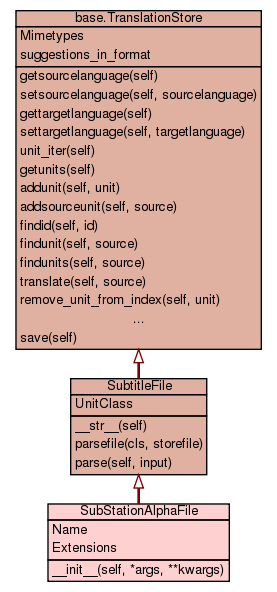 base.TranslationStore
Mimetypes
suggestions_in_format
getsourcelanguage(self)
setsourcelanguage(self, sourcelanguage)
gettargetlanguage(self)
settargetlanguage(self, targetlanguage)
unit_iter(self)
getunits(self)
addunit(self, unit)
addsourceunit(self, source)
findid(self, id)
findunit(self, source)
findunits(self, source)
translate(self, source)
remove_unit_from_index(self, unit)
...
save(self)
SubtitleFile
UnitClass
__str__(self)
parsefile(cls, storefile)
parse(self, input)
SubStationAlphaFile
Name
Extensions
__init__(self, *args, **kwargs)